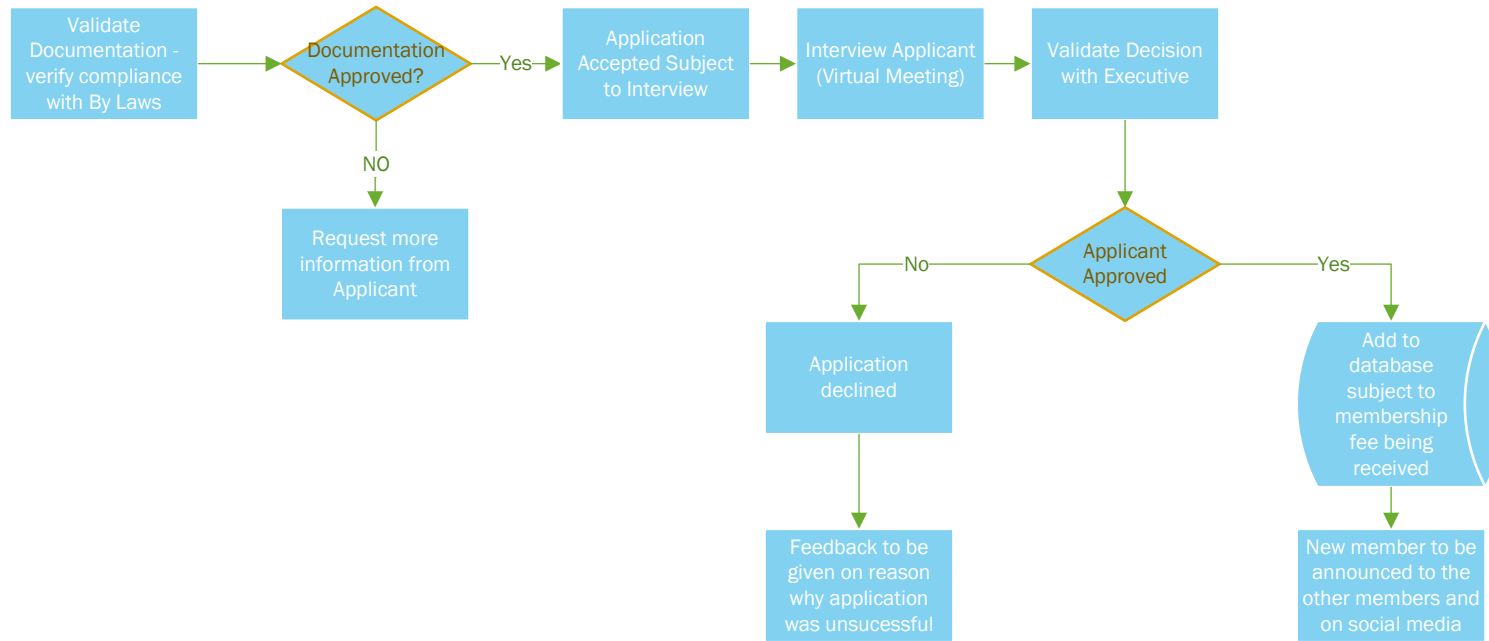 Validate
Documentation -
verify compliance
with By Laws
Documentation
Approved?
Yes
Application
Accepted Subject
to Interview
Interview Applicant
(Virtual Meeting)
Validate Decision
with Executive
NO
Request more
information from
Applicant
Applicant
Approved
No
Yes
Application
declined
Add to
database
subject to
membership
fee being
received
Feedback to be
given on reason
why application
was unsucessful
New member to be
announced to the
other members and
on social media